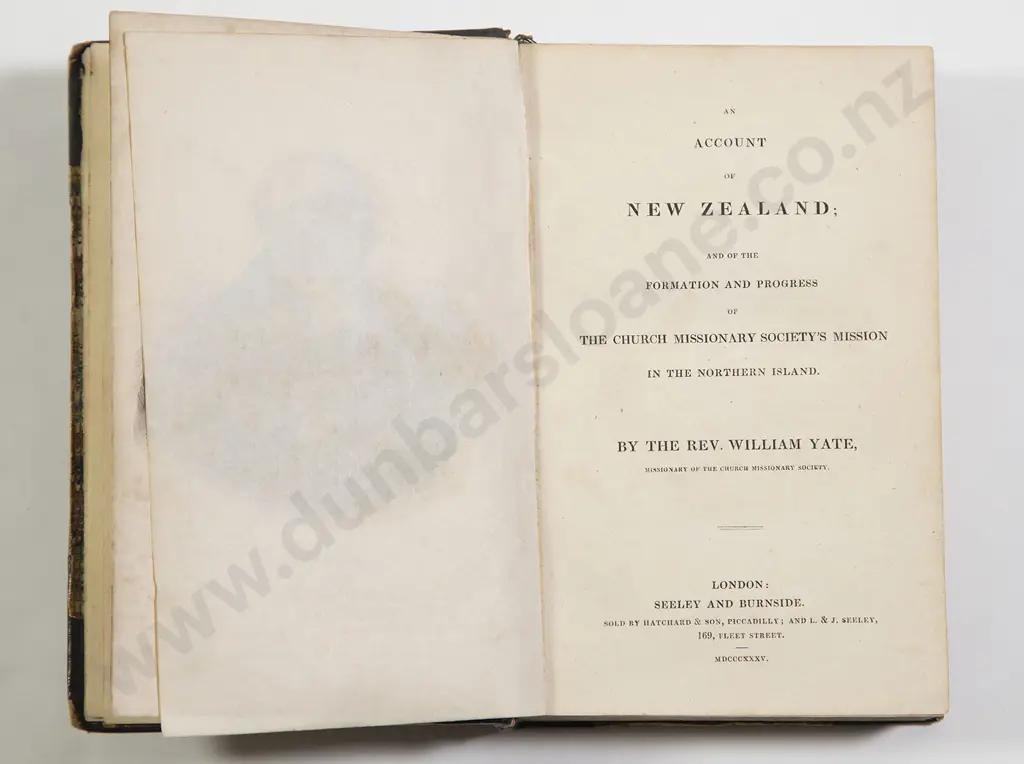 AN
ACCOUNT
OF
NEW ZEALAND;
AND OF THE
FORMATION AND PROGRESS
OF
THE CHURCH MISSIONARY SOCIETY'S MISSION
IN THE NORTHERN ISLAND.
BY THE REV. WILLIAM YATE,
MISSIONARY OF THE CHURCH MISSIONARY SOCIETY.
LONDON:
SEELEY AND BURNSIDE.
SOLD BY HATCHARD & SON, PICCADILLY; AND L. & J. SEELEY,
169, FLEET STREET.
MDCCCXXXV.
www.dunbarsloane.co.nz